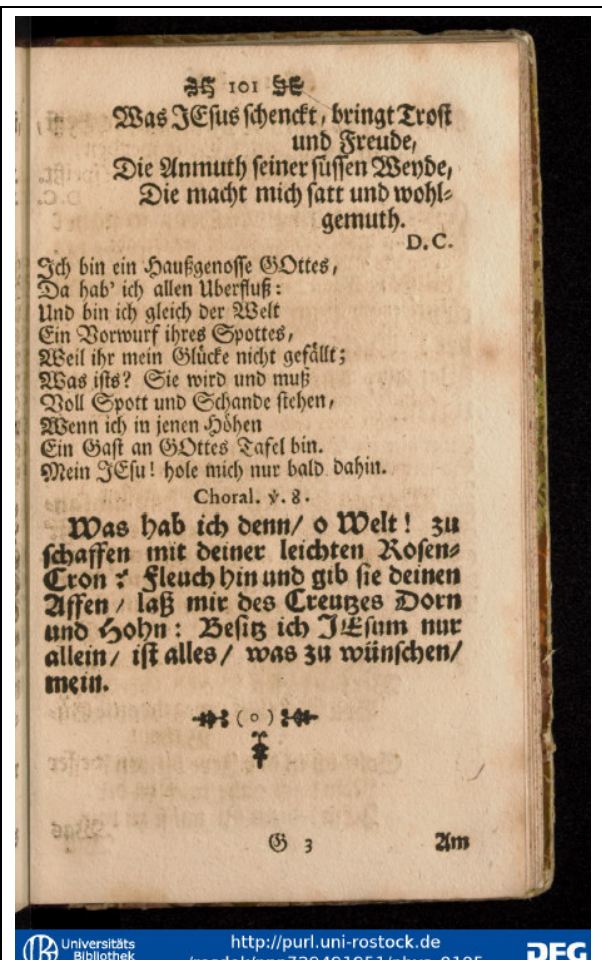 101
Was JEsus schenckt, bringt Trost
und Freude,
Die Anmuth seiner süssen Weyde,
Die macht mich satt und wohl-
gemuth.
D.C.
Ich bin ein Haußgenosse GOttes,
Da hab' ich allen Uberfluß:
Und bin ich gleich der Welt
Ein Vorwurf ihres Spottes,
Weil ihr mein Glücke nicht gefällt;
Was ists? Sie wird und muß
Voll Spott und Schande stehen,
Wenn ich in jenen Höhen
Ein Gast an GOttes Tafel bin.
Mein JEsu! hole mich nur bald dahin.
Choral. v. 8.
Was hab ich denn/ o Welt! zu
schaffen mit deiner leichten Rosen-
Cron? Fleuch hin und gib sie deinen
Affen/ laß mir des Creutzes Dorn
und Hohn: Besitz ich JEsum nur
allein/ ist alles/ was zu wünschen/
mein.
G 3 Am
Universitäts
Bibliothek
http://purl.uni-rostock.de
DFG